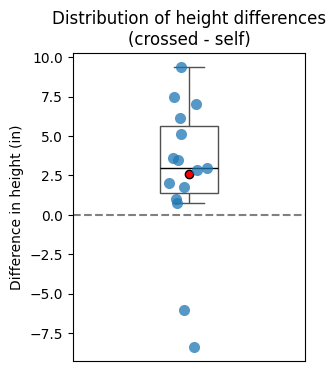 Distribution of height differences
(crossed - self)
10.0
7.5
5.0
2.5
0.0
−2.5
−5.0
−7.5
Difference in height (in)